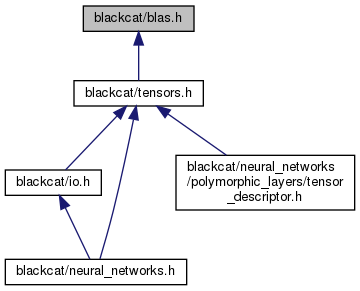 blackcat/blas.h
blackcat/tensors.h
blackcat/io.h
blackcat/neural_networks
/polymorphic_layers/tensor
_descriptor.h
blackcat/neural_networks.h